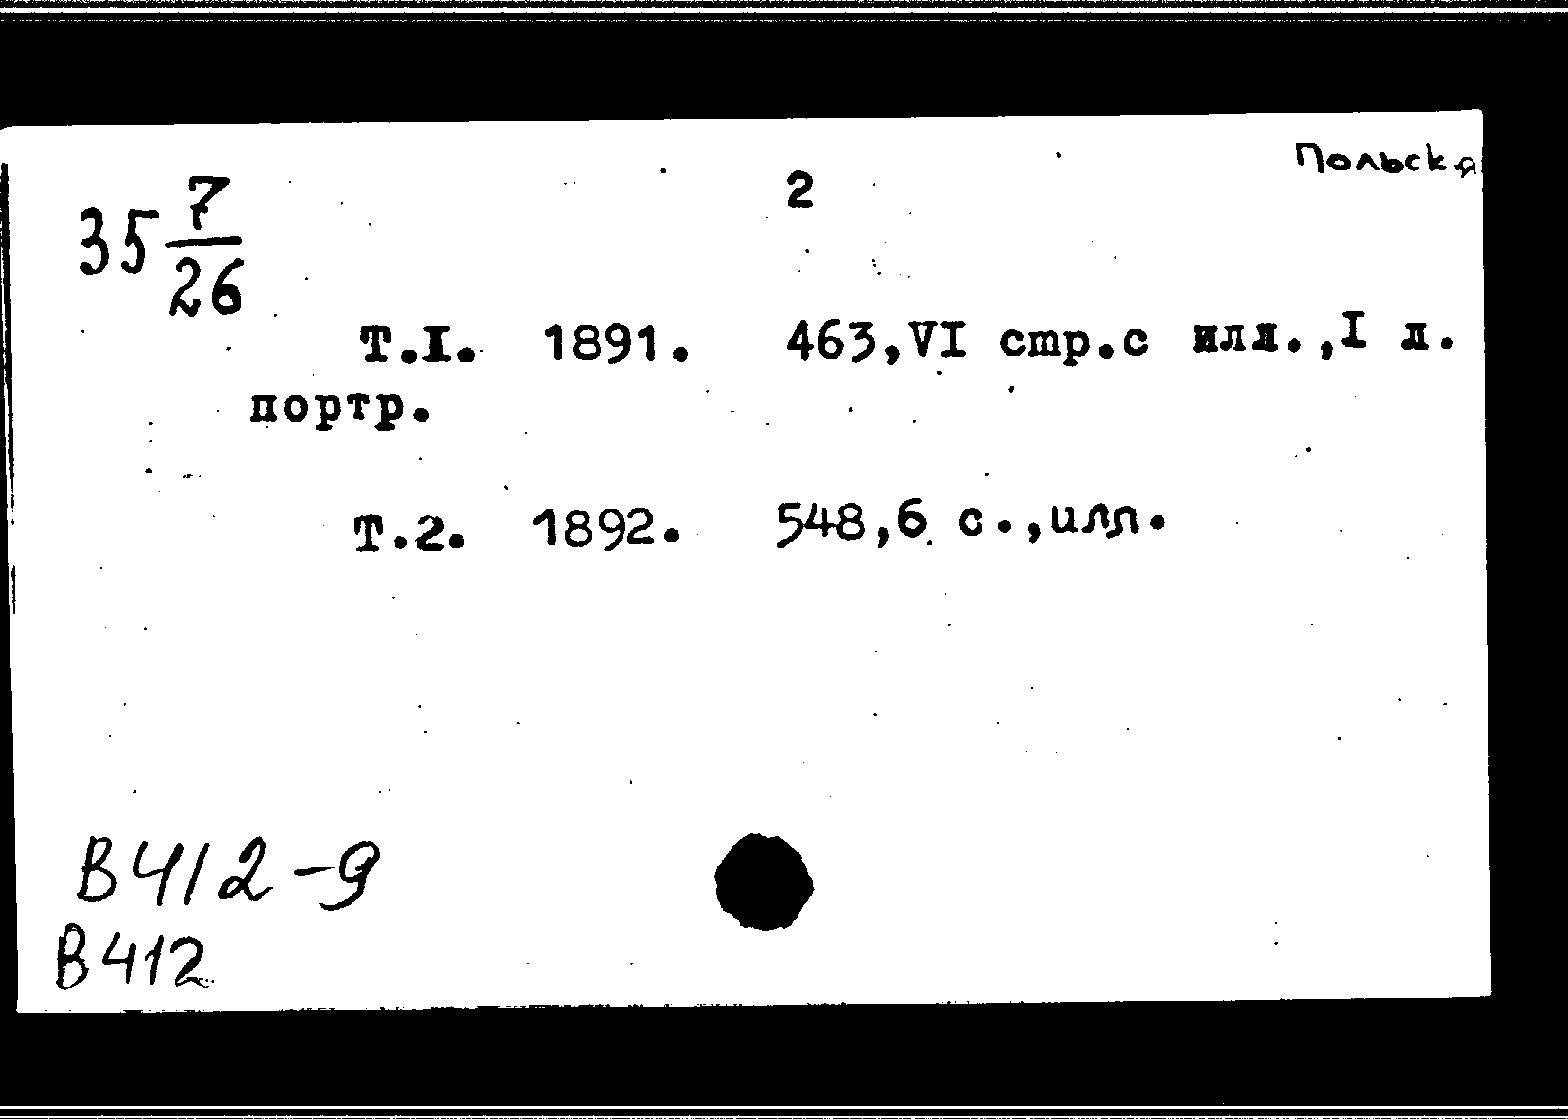 Польская
2
35 7/26
Т.I. 1891. 463,VI стр.с илл.,I л.
портр.
Т.2. 1892. 548,6 с.,илл.
В412-9
В412